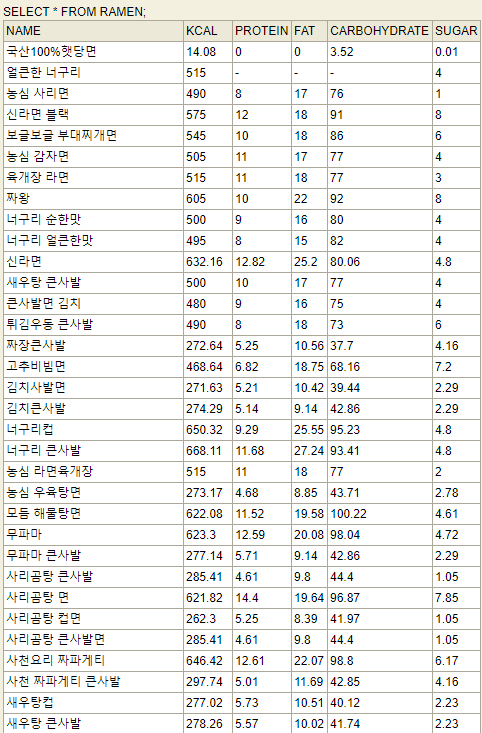 SELECT * FROM RAMEN;
NAME KCAL PROTEIN FAT CARBOHYDRATE SUGAR
국산100%햇당면 14.08 0 0 3.52 0.01
얼큰한 너구리 515 - - - 4
농심 사리면 490 8 17 76 1
신라면 블랙 575 12 18 91 8
보글보글 부대찌개면 545 10 18 86 6
농심 감자면 505 11 17 77 4
육개장 라면 515 11 18 77 3
짜왕 605 10 22 92 8
너구리 순한맛 500 9 16 80 4
너구리 얼큰한맛 495 8 15 82 4
신라면 632.16 12.82 25.2 80.06 4.8
새우탕 큰사발 500 10 17 77 4
큰사발면 김치 480 9 16 75 4
튀김우동 큰사발 490 8 18 73 6
짜장큰사발 272.64 5.25 10.56 37.7 4.16
고추비빔면 468.64 6.82 18.75 68.16 7.2
김치사발면 271.63 5.21 10.42 39.44 2.29
김치큰사발 274.29 5.14 9.14 42.86 2.29
너구리컵 650.32 9.29 25.55 95.23 4.8
너구리 큰사발 668.11 11.68 27.24 93.41 4.8
농심 라면육개장 515 11 18 77 2
농심 우육탕면 273.17 4.68 8.85 43.71 2.78
모듬 해물탕면 622.08 11.52 19.58 100.22 4.61
무파마 623.3 12.59 20.08 98.04 4.72
무파마 큰사발 277.14 5.71 9.14 42.86 2.29
사리곰탕 큰사발 285.41 4.61 9.8 44.4 1.05
사리곰탕 면 621.82 14.4 19.64 96.87 7.85
사리곰탕 컵면 262.3 5.25 8.39 41.97 1.05
사리곰탕 큰사발면 285.41 4.61 9.8 44.4 1.05
사천요리 짜파게티 646.42 12.61 22.07 98.8 6.17
사천 짜파게티 큰사발 297.74 5.01 11.69 42.85 4.16
새우탕컵 277.02 5.73 10.51 40.12 2.23
새우탕 큰사발 278.26 5.57 10.02 41.74 2.23